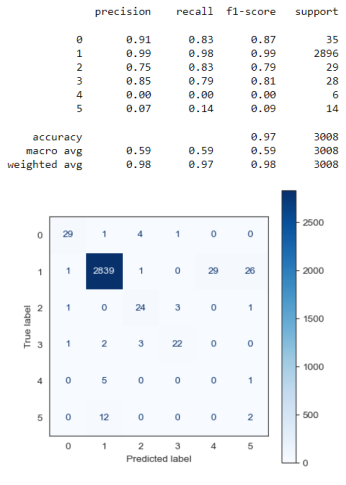 precision recall f1-score support
0 0.91 0.83 0.87 35
1 0.99 0.98 0.99 2896
2 0.75 0.83 0.79 29
3 0.85 0.79 0.81 28
4 0.00 0.00 0.00 6
5 0.07 0.14 0.09 14
accuracy 0.97 3008
macro avg 0.59 0.59 0.59 3008
weighted avg 0.98 0.97 0.98 3008
0 29 1 4 1 0 0
1 1 2839 1 0 29 26
2 1 0 24 3 0 1
3 1 2 3 22 0 0
4 0 5 0 0 0 1
5 0 12 0 0 0 2
0 1 2 3 4 5
Predicted label
True label
2500
2000
1500
1000
500
0